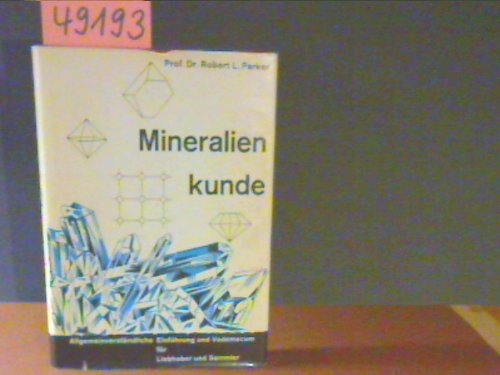 49193
Prof. Dr. Robert L. Parker
Mineralien
kunde
Allgemeinverständliche Einführung und Vademecum
für
Liebhaber und Sammler